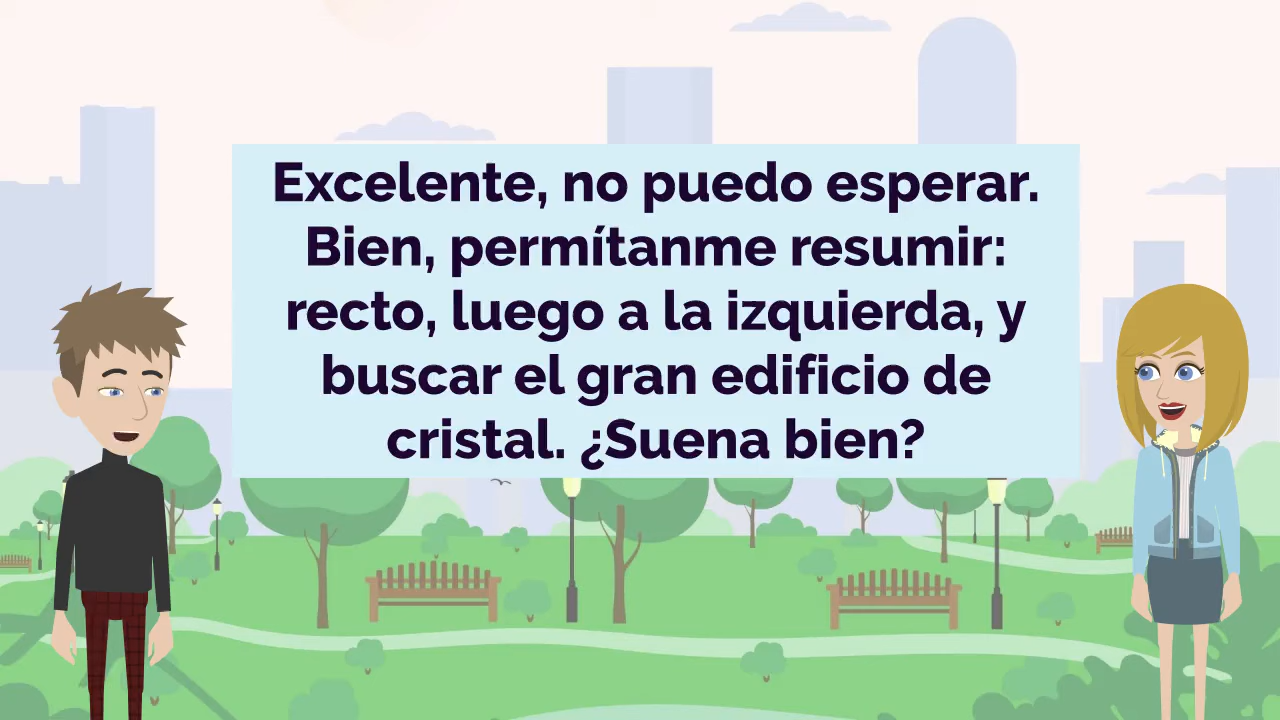 Excelente, no puedo esperar.
Bien, permítanme resumir:
recto, luego a la izquierda, y
buscar el gran edificio de
cristal. ¿Suena bien?